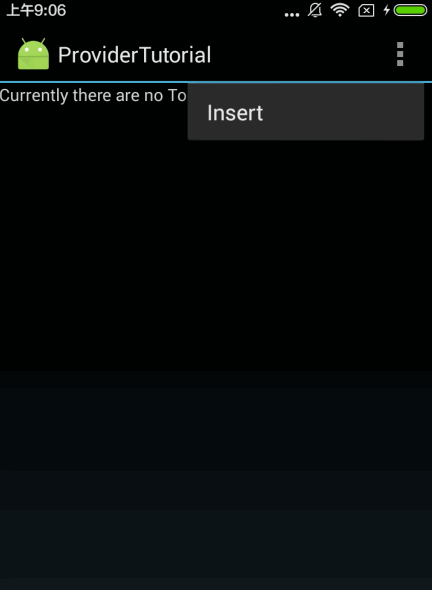 上午9:06
ProviderTutorial
Currently there are no To
Insert